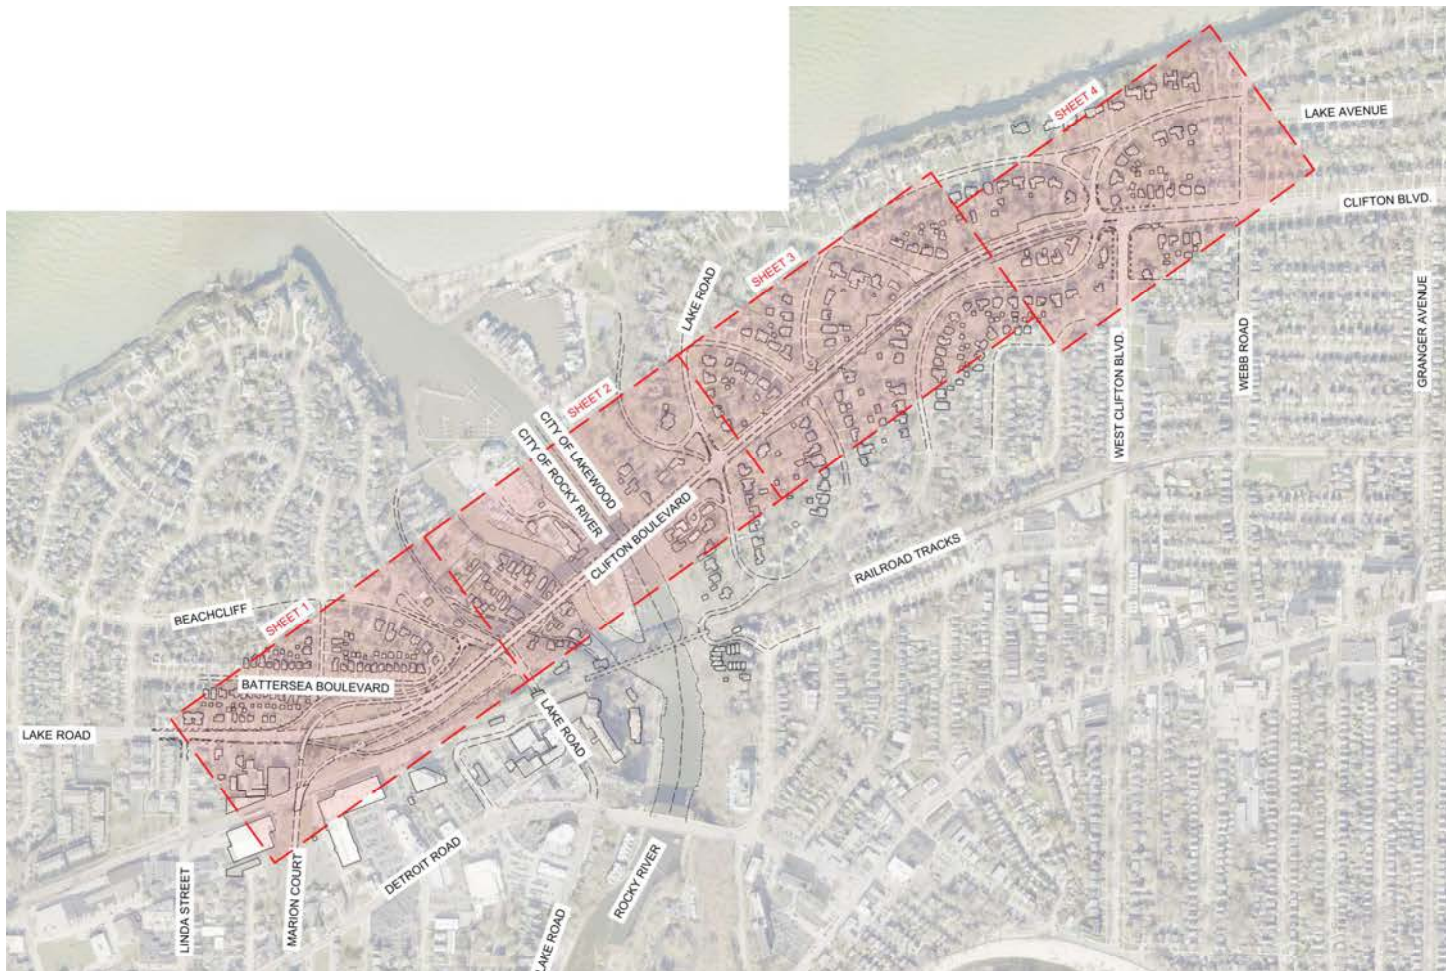 SHEET 4
LAKE AVENUE
CLIFTON BLVD.
SHEET 3
LAKE ROAD
GRANGER AVENUE
WEBB ROAD
WEST CLIFTON BLVD.
SHEET 2
CITY OF LAKEWOOD
CITY OF ROCKY RIVER
CLIFTON BOULEVARD
RAILROAD TRACKS
BEACHCLIFF
SHEET 1
BATTERSEA BOULEVARD
LAKE ROAD
LAKE ROAD
DETROIT ROAD
LINDA STREET
MARION COURT
ROCKY RIVER
LAKE ROAD